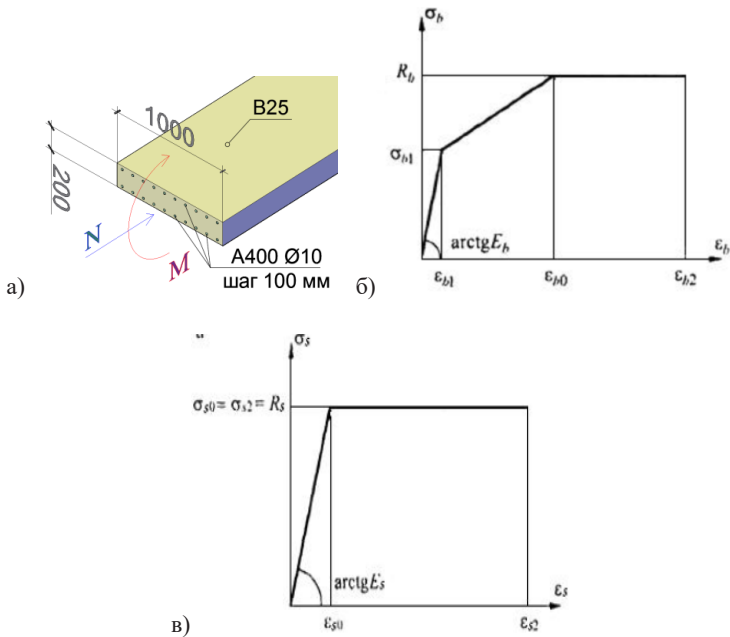 1000
200
B25
N
M
A400 Ø10
шаг 100 мм
а)
б)
σb
Rb
σb1
arctgEb
εb
εb1
εb0
εb2
σs
σs0= σs2= Rs
arctgEs
εs
εs0
εs2
в)